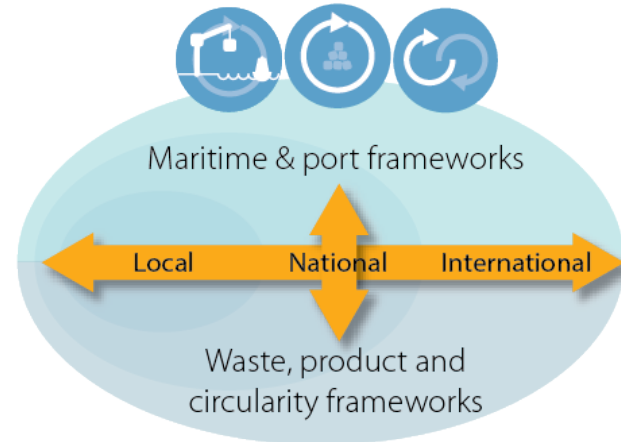 Maritime & port frameworks
Local National International
Waste, product and
circularity frameworks